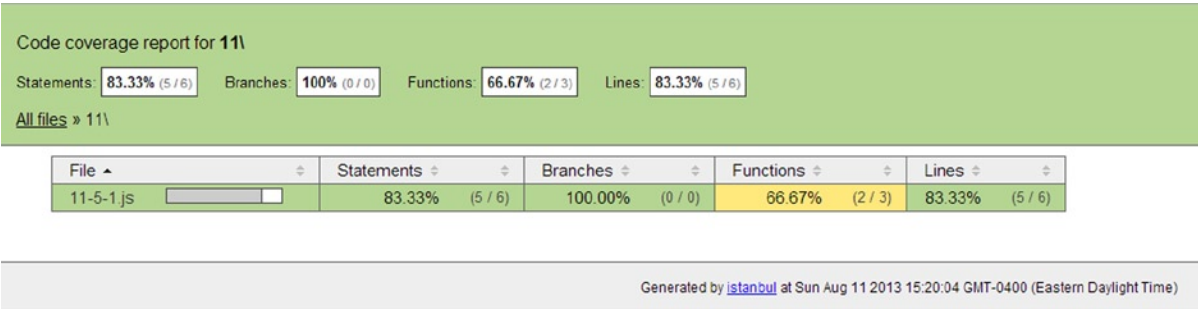 Code coverage report for 11\
Statements: 83.33% (5 / 6) Branches: 100% (0 / 0) Functions: 66.67% (2 / 3) Lines: 83.33% (5 / 6)
All files » 11\
File Statements Branches Functions Lines
11-5-1.js 83.33% (5 / 6) 100.00% (0 / 0) 66.67% (2 / 3) 83.33% (5 / 6)
Generated by istanbul at Sun Aug 11 2013 15:20:04 GMT-0400 (Eastern Daylight Time)